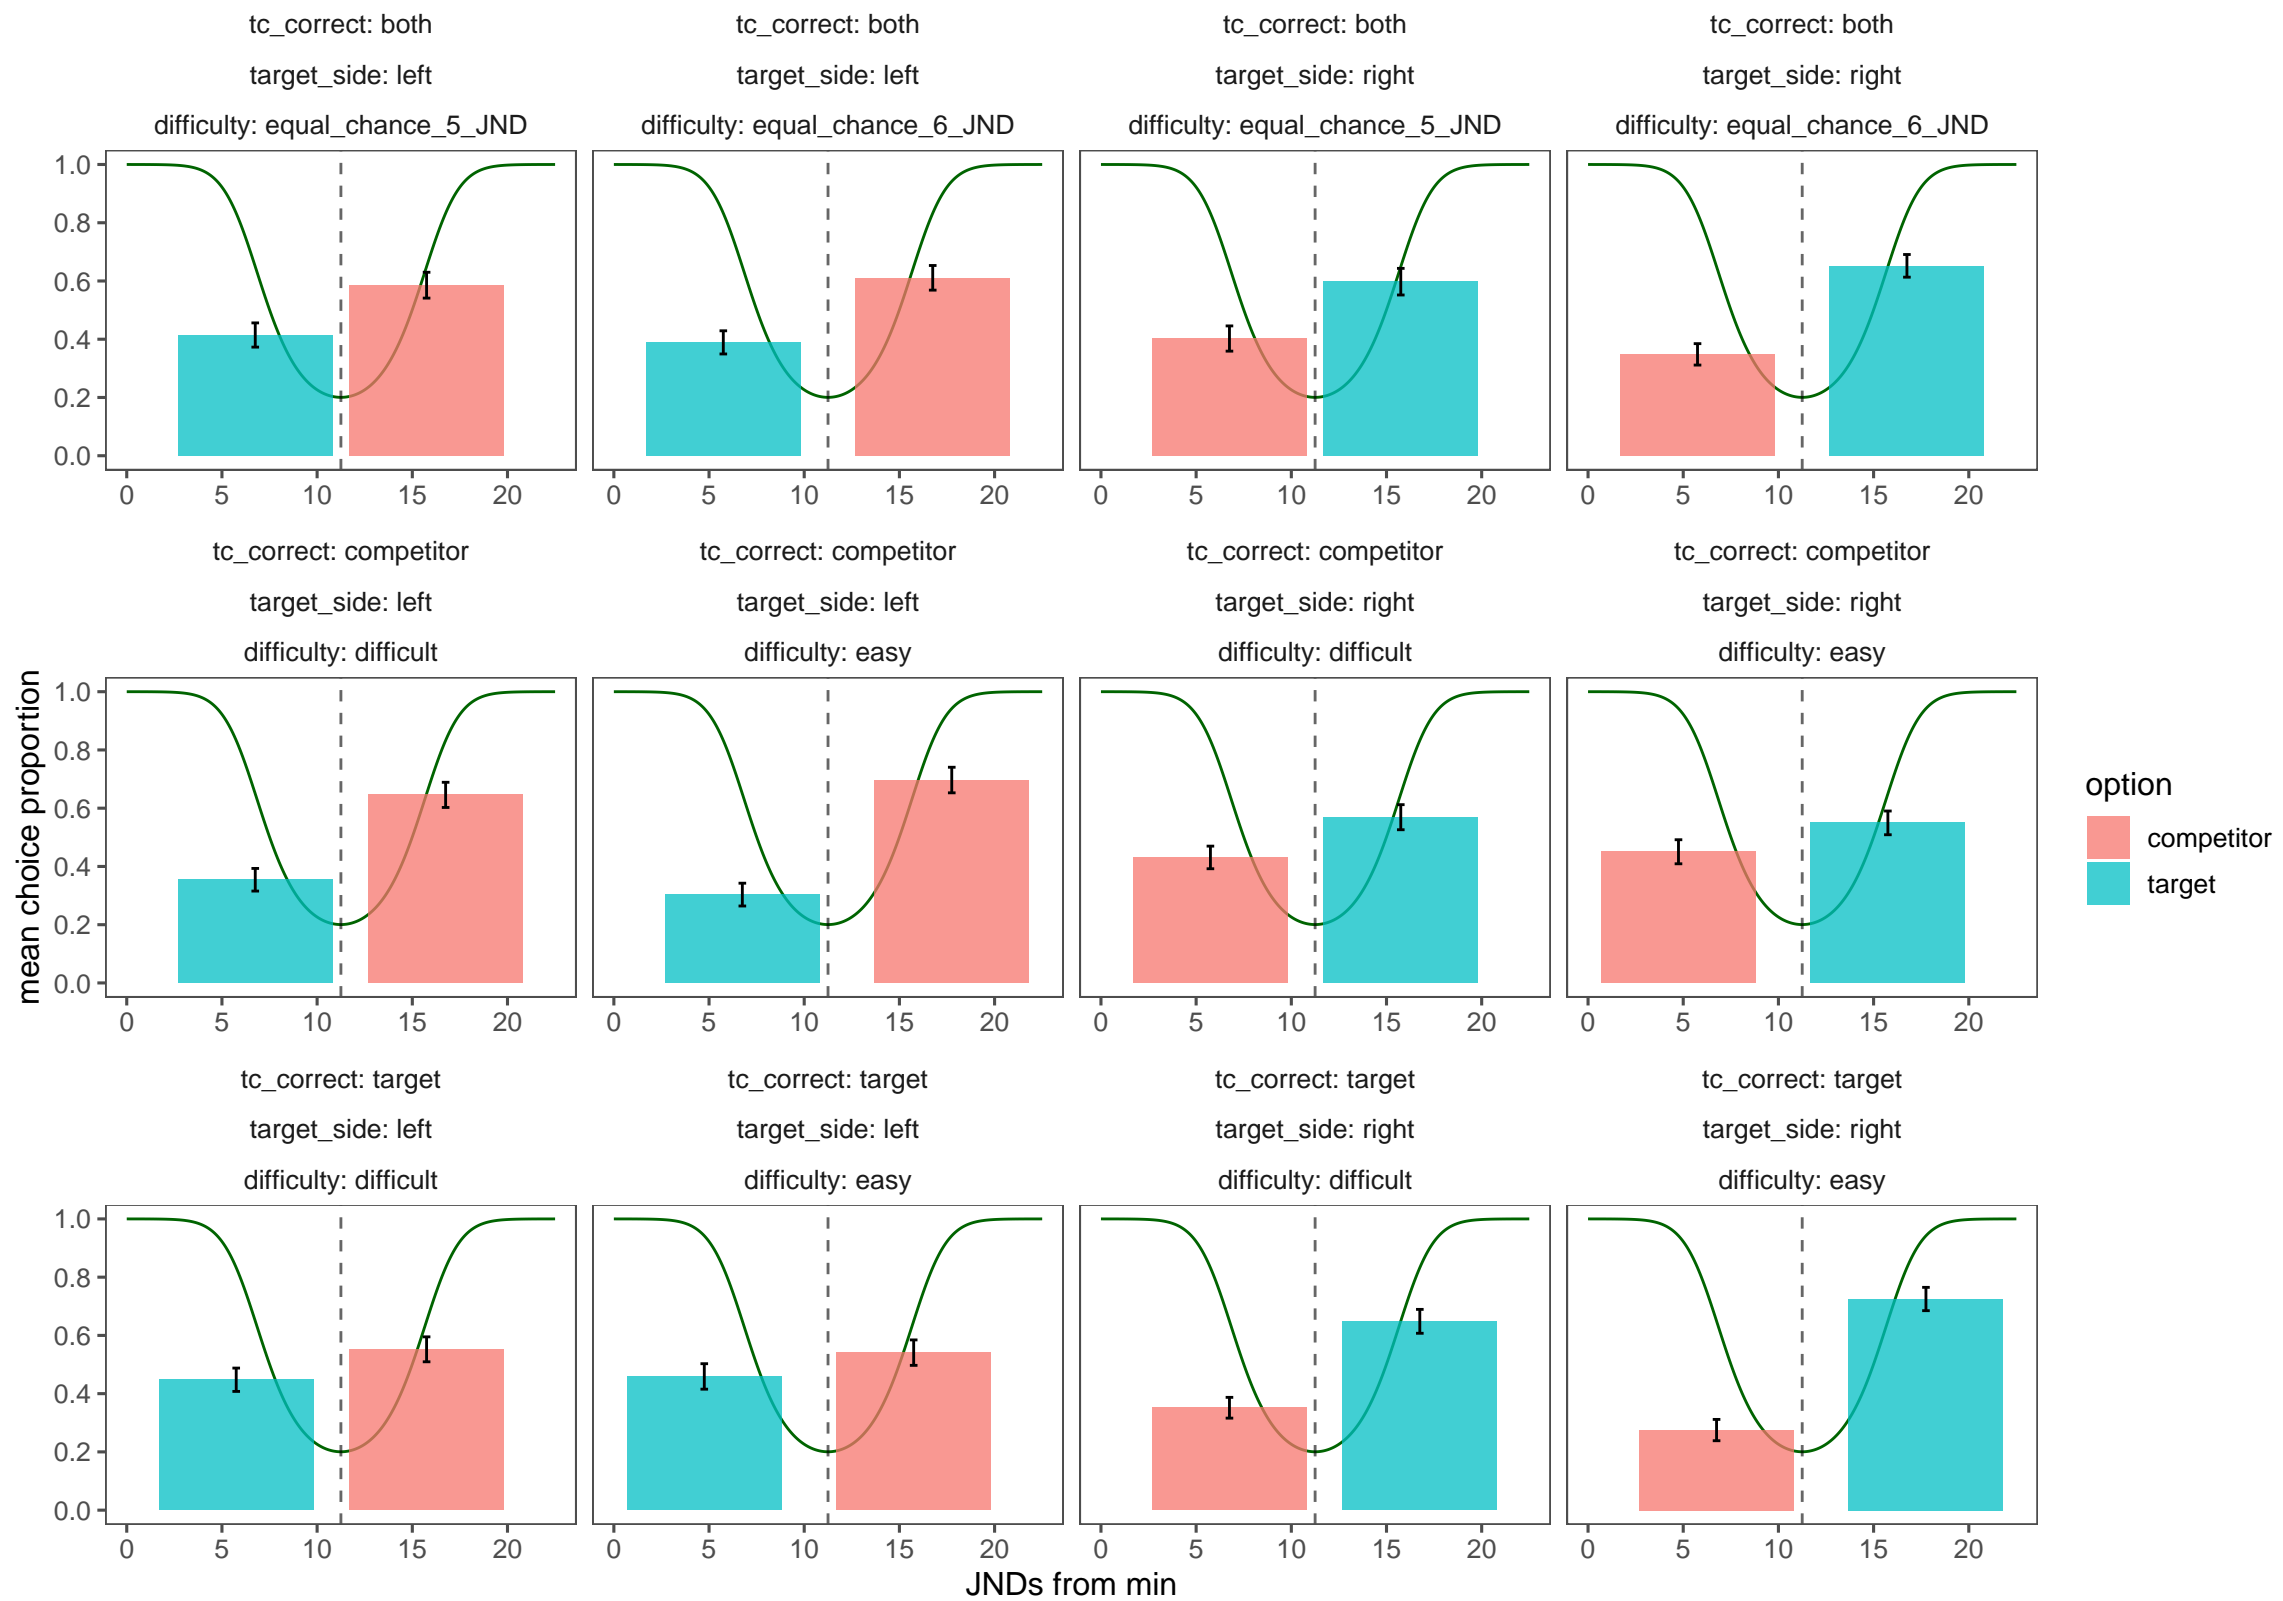 tc_correct: both tc_correct: both tc_correct: both tc_correct: both
target_side: left target_side: left target_side: right target_side: right
difficulty: equal_chance_5_JND difficulty: equal_chance_6_JND difficulty: equal_chance_5_JND difficulty: equal_chance_6_JND
1.0
0.8
0.6
0.4
0.2
0.0
0 5 10 15 20 0 5 10 15 20 0 5 10 15 20 0 5 10 15 20
tc_correct: competitor tc_correct: competitor tc_correct: competitor tc_correct: competitor
target_side: left target_side: left target_side: right target_side: right
difficulty: difficult difficulty: easy difficulty: difficult difficulty: easy
mean choice proportion
1.0
0.8
0.6
0.4
0.2
0.0
0 5 10 15 20 0 5 10 15 20 0 5 10 15 20 0 5 10 15 20
option
competitor
target
tc_correct: target tc_correct: target tc_correct: target tc_correct: target
target_side: left target_side: left target_side: right target_side: right
difficulty: difficult difficulty: easy difficulty: difficult difficulty: easy
1.0
0.8
0.6
0.4
0.2
0.0
0 5 10 15 20 0 5 10 15 20 0 5 10 15 20 0 5 10 15 20
JNDs from min